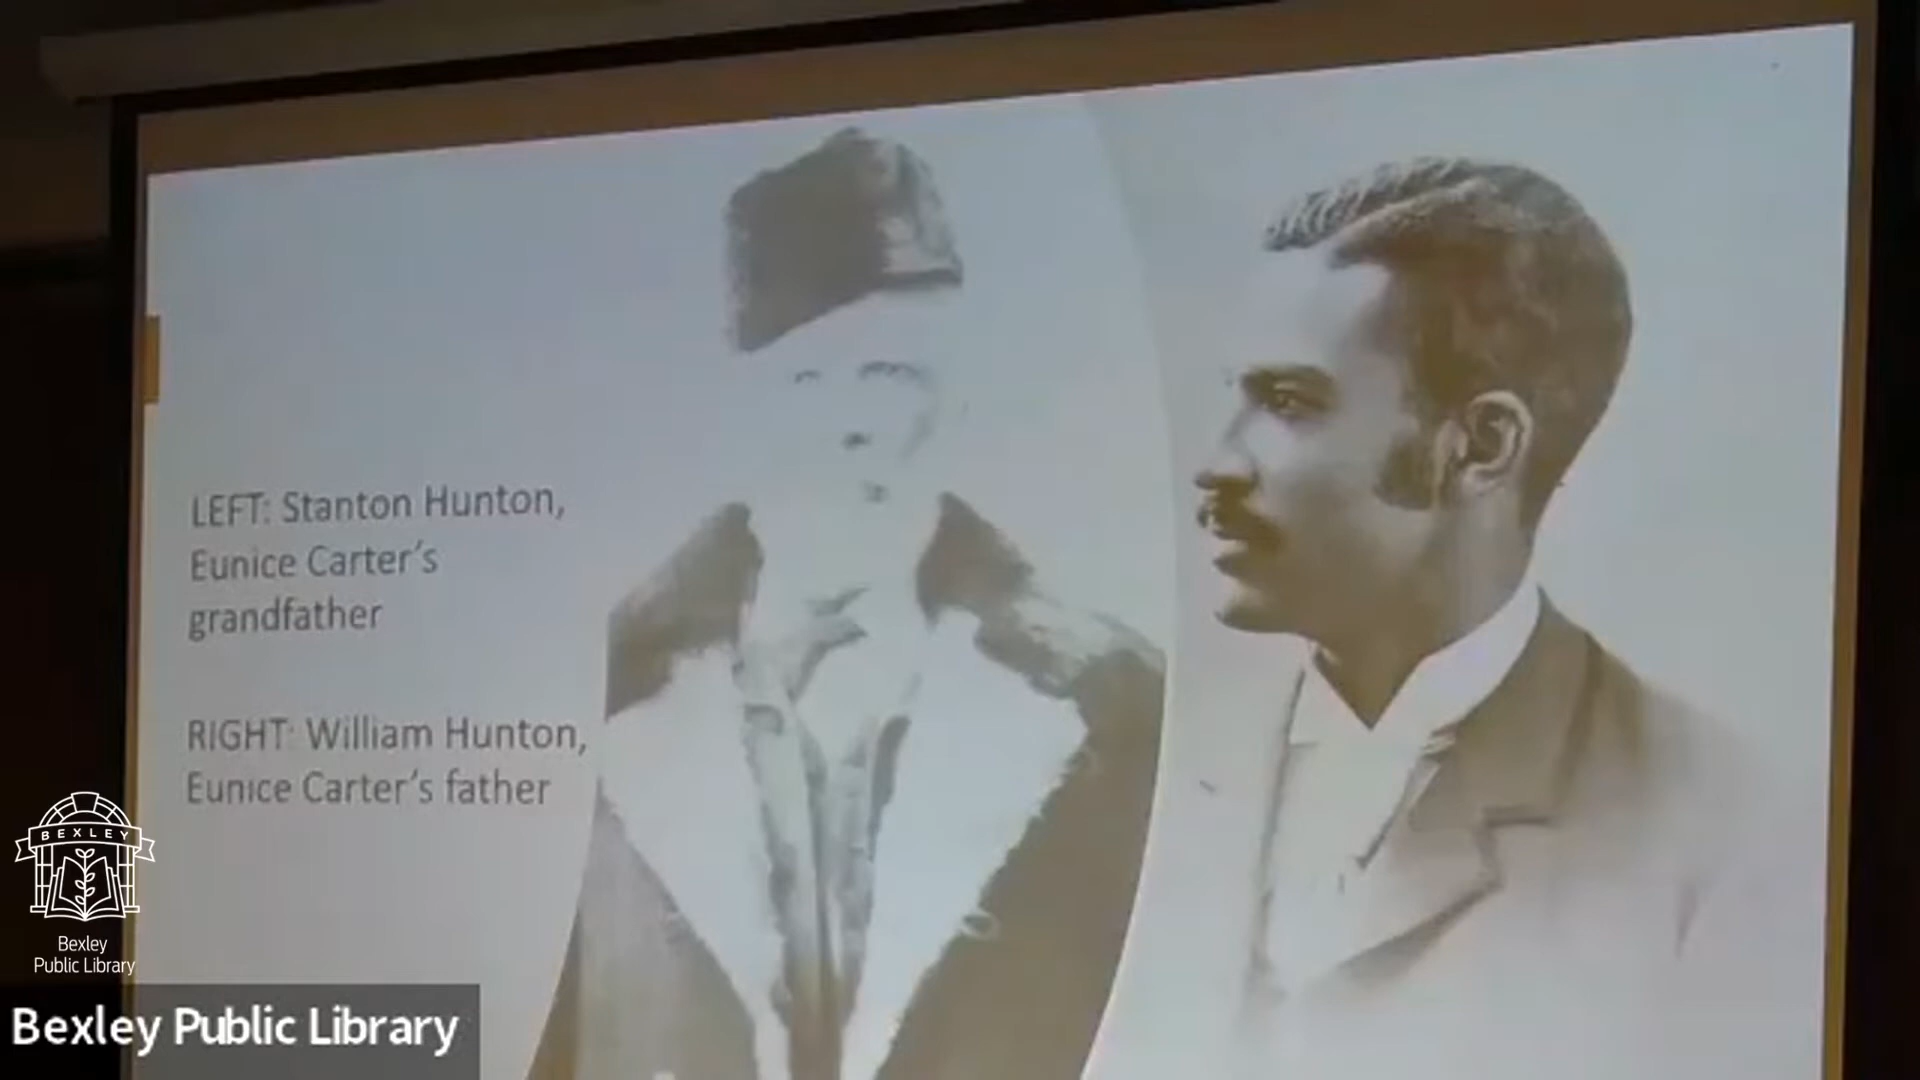 LEFT: Stanton Hunton,
Eunice Carter's
grandfather
RIGHT: William Hunton,
Eunice Carter's father
BEXLEY
Bexley
Public Library
Bexley Public Library